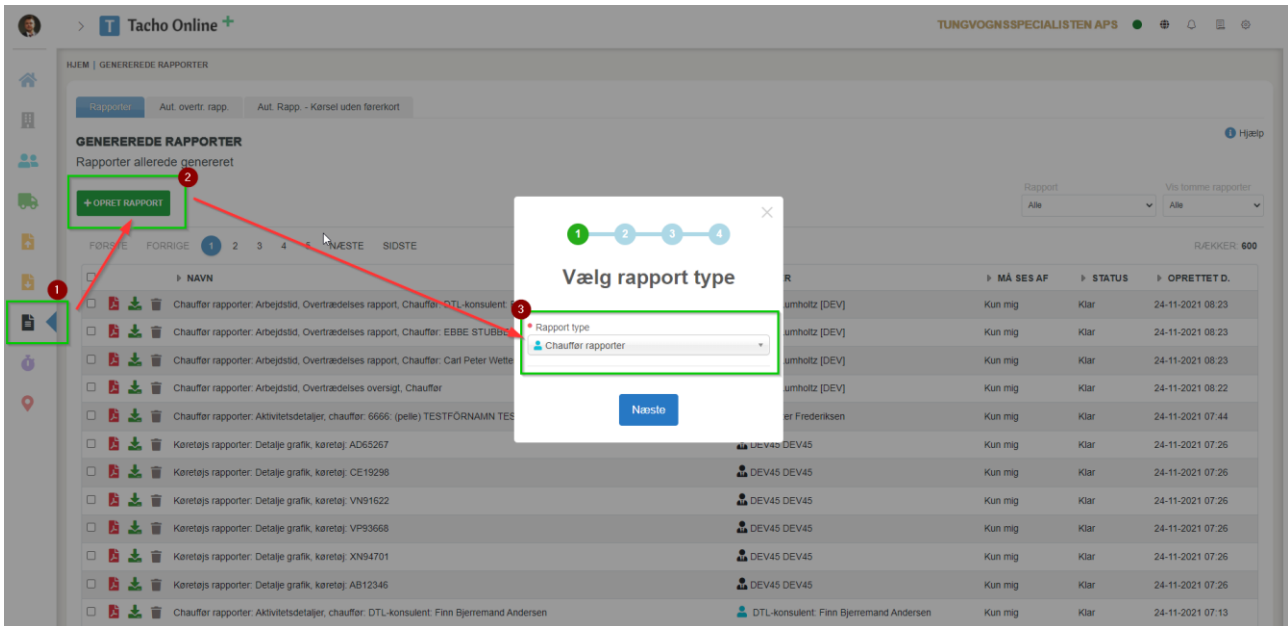 > T Tacho Online + TUNGVOGNSSPECIALISTEN APS
HJEM | GENEREREDE RAPPORTER
Rapporter Aut. overtr. rapp. Aut. Rapp. - Kørsel uden førerkort
GENEREREDE RAPPORTER
Hjælp
Rapporter allerede genereret
2
Rapport Vis tomme rapporter
+ OPRET RAPPORT
Alle Alle
FØRSTE FORRIGE 1 2 3 4 5 NÆSTE SIDSTE
RÆKKER: 600
1 2 3 4
Vælg rapport type
NAVN MÅ SES AF STATUS OPRETTET D.
1
3
Chauffør rapporter: Arbejdstid, Overtrædelses rapport, Chauffør: DTL-konsulent: Kun mig Klar 24-11-2021 08:23
* Rapport type
Chauffør rapporter: Arbejdstid, Overtrædelses rapport, Chauffør: EBBE Kun mig Klar 24-11-2021 08:23
Chauffør rapporter
Chauffør rapporter: Arbejdstid, Overtrædelses rapport, Chauffør: Carl Peter Kun mig Klar 24-11-2021 08:23
Chauffør rapporter: Arbejdstid, Overtrædelses oversigt, Chauffør umholtz [DEV] Kun mig Klar 24-11-2021 08:22
Næste
Chauffør rapporter: Aktivitetsdetaljer, chauffør: 6666: (pelle) TESTFÖRNAMN TES er Frederiksen Kun mig Klar 24-11-2021 07:44
Køretøjs rapporter: Detalje grafik, køretøj: AD65267 DEV45 DEV45 Kun mig Klar 24-11-2021 07:26
Køretøjs rapporter: Detalje grafik, køretøj: CE19298 DEV45 DEV45 Kun mig Klar 24-11-2021 07:26
Køretøjs rapporter: Detalje grafik, køretøj: VN91622 DEV45 DEV45 Kun mig Klar 24-11-2021 07:26
Køretøjs rapporter: Detalje grafik, køretøj: VP93668 DEV45 DEV45 Kun mig Klar 24-11-2021 07:26
Køretøjs rapporter: Detalje grafik, køretøj: XN94701 DEV45 DEV45 Kun mig Klar 24-11-2021 07:26
Køretøjs rapporter: Detalje grafik, køretøj: AB12346 DEV45 DEV45 Kun mig Klar 24-11-2021 07:26
Chauffør rapporter: Aktivitetsdetaljer, chauffør: DTL-konsulent: Finn Bjerremand Andersen DTL-konsulent: Finn Bjerremand Andersen Kun mig Klar 24-11-2021 07:13